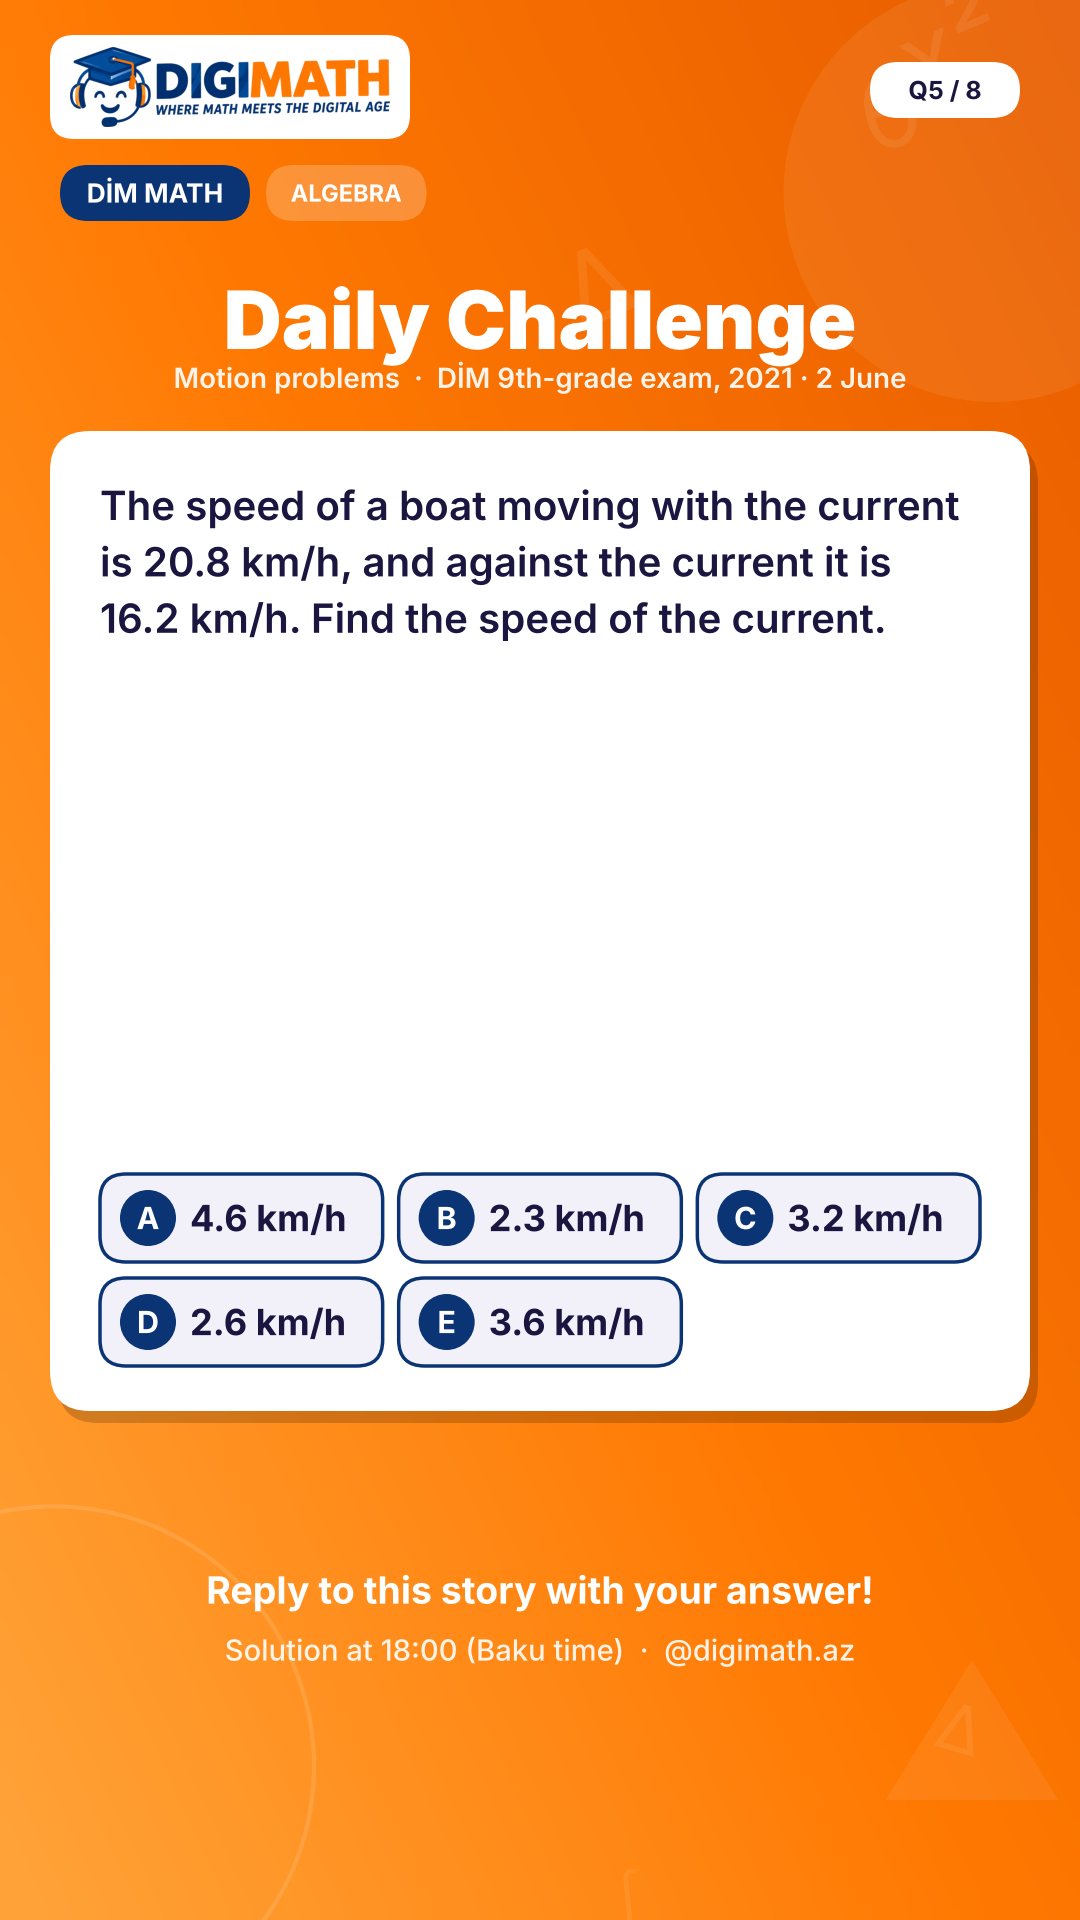 DIGIMATH
WHERE MATH MEETS THE DIGITAL AGE
Q5 / 8
DİM MATH
ALGEBRA
Daily Challenge
Motion problems · DİM 9th-grade exam, 2021 · 2 June
The speed of a boat moving with the current
is 20.8 km/h, and against the current it is
16.2 km/h. Find the speed of the current.
A 4.6 km/h
B 2.3 km/h
C 3.2 km/h
D 2.6 km/h
E 3.6 km/h
Reply to this story with your answer!
Solution at 18:00 (Baku time) · @digimath.az